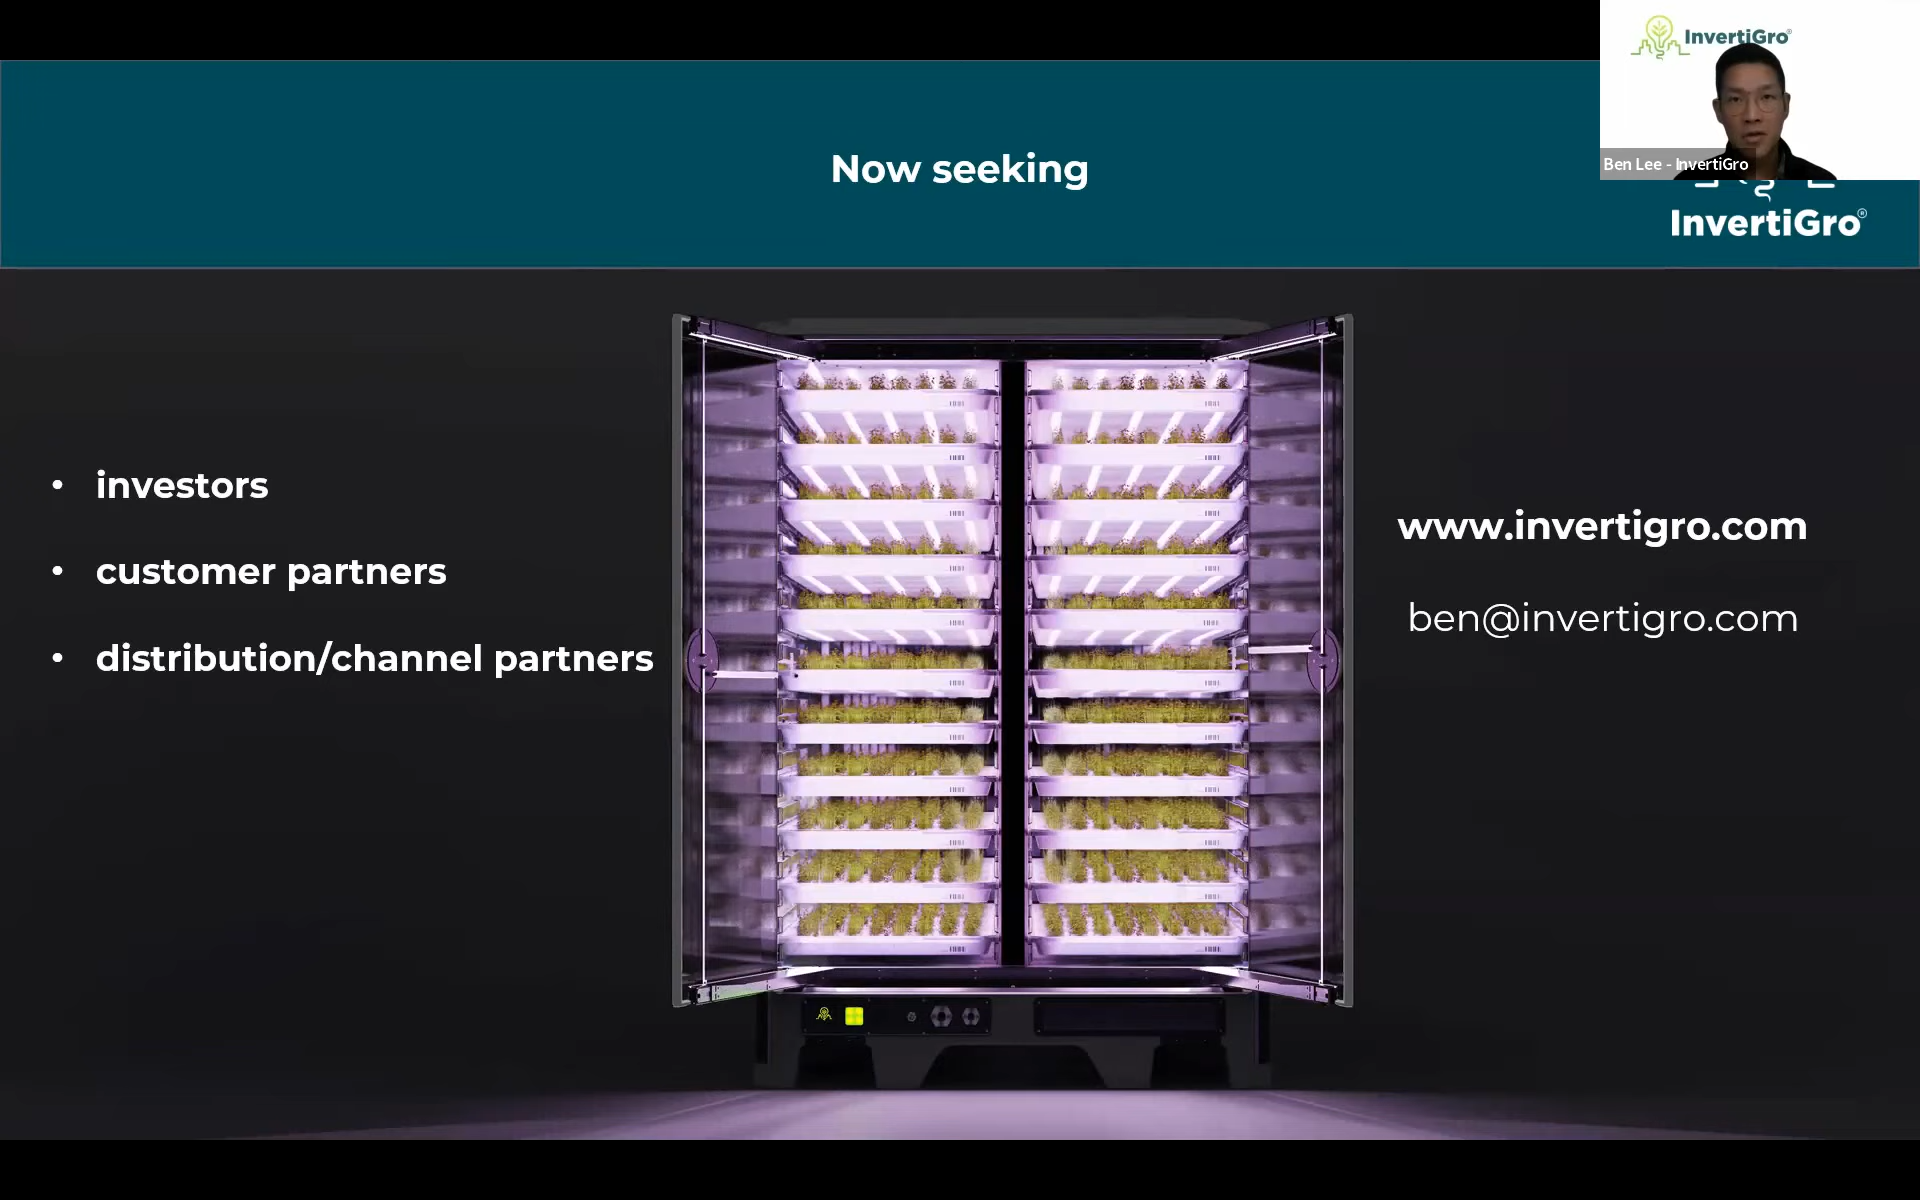 InvertiGro®
Ben Lee - InvertiGro
Now seeking
InvertiGro®
• investors
• customer partners
• distribution/channel partners
www.invertigro.com
ben@invertigro.com